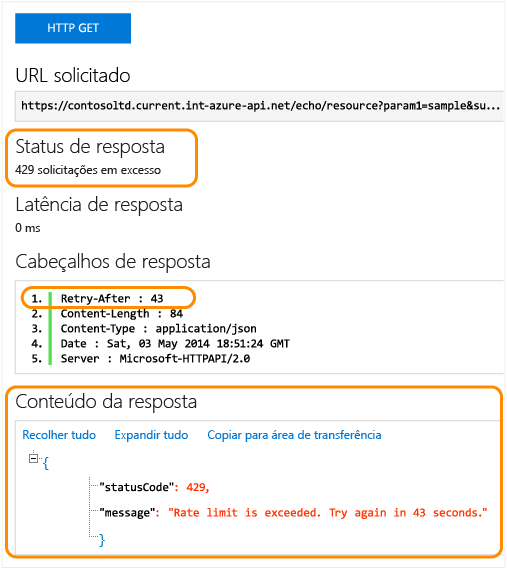 HTTP GET
URL solicitado
https://contosoltd.current.int-azure-api.net/echo/resource?param1=sample&su...
Status de resposta
429 solicitações em excesso
Latência de resposta
0 ms
Cabeçalhos de resposta
1. Retry-After : 43
2. Content-Length : 84
3. Content-Type : application/json
4. Date : Sat, 03 May 2014 18:51:24 GMT
5. Server : Microsoft-HTTPAPI/2.0
Conteúdo da resposta
Recolher tudo Expandir tudo Copiar para área de transferência
{
"statusCode": 429,
"message": "Rate limit is exceeded. Try again in 43 seconds."
}